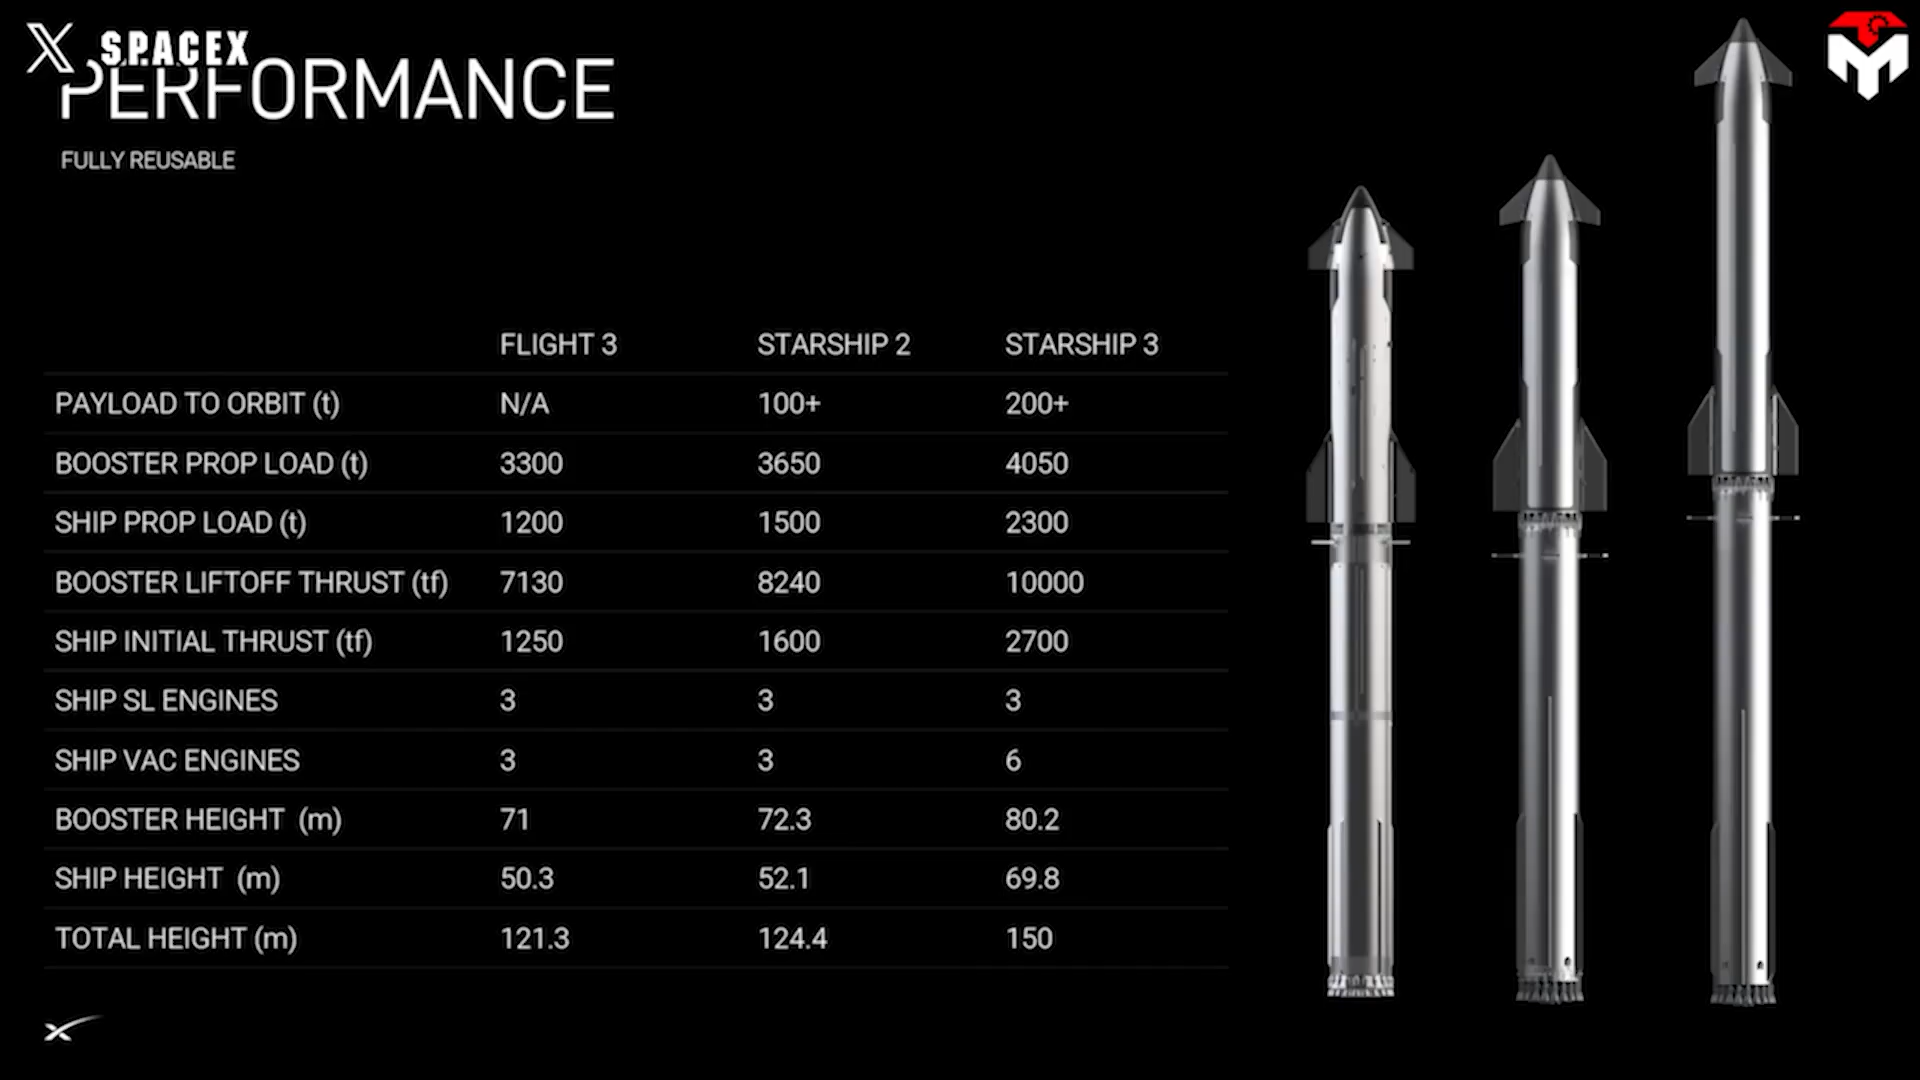 X SPACEX
PERFORMANCE
FULLY REUSABLE
FLIGHT 3 STARSHIP 2 STARSHIP 3
PAYLOAD TO ORBIT (t) N/A 100+ 200+
BOOSTER PROP LOAD (t) 3300 3650 4050
SHIP PROP LOAD (t) 1200 1500 2300
BOOSTER LIFTOFF THRUST (tf) 7130 8240 10000
SHIP INITIAL THRUST (tf) 1250 1600 2700
SHIP SL ENGINES 3 3 3
SHIP VAC ENGINES 3 3 6
BOOSTER HEIGHT (m) 71 72.3 80.2
SHIP HEIGHT (m) 50.3 52.1 69.8
TOTAL HEIGHT (m) 121.3 124.4 150